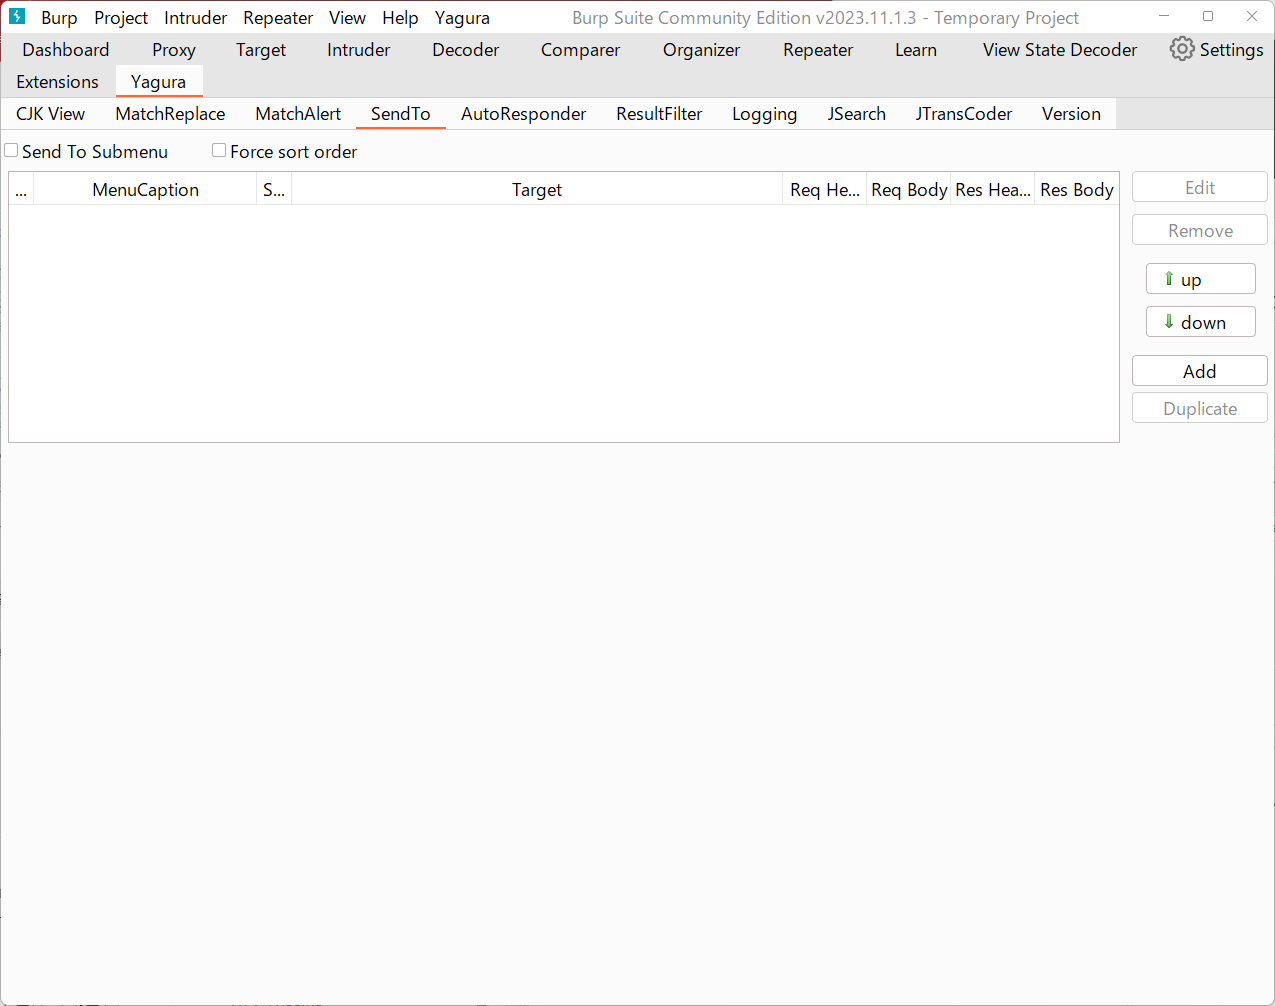 Burp Project Intruder Repeater View Help Yagura Burp Suite Community Edition v2023.11.1.3 - Temporary Project
Dashboard Proxy Target Intruder Decoder Comparer Organizer Repeater Learn View State Decoder Settings
Extensions Yagura
CJK View MatchReplace MatchAlert SendTo AutoResponder ResultFilter Logging JSearch JTransCoder Version
Send To Submenu Force sort order
... MenuCaption S... Target Req He... Req Body Res Hea... Res Body
Edit
Remove
up
down
Add
Duplicate